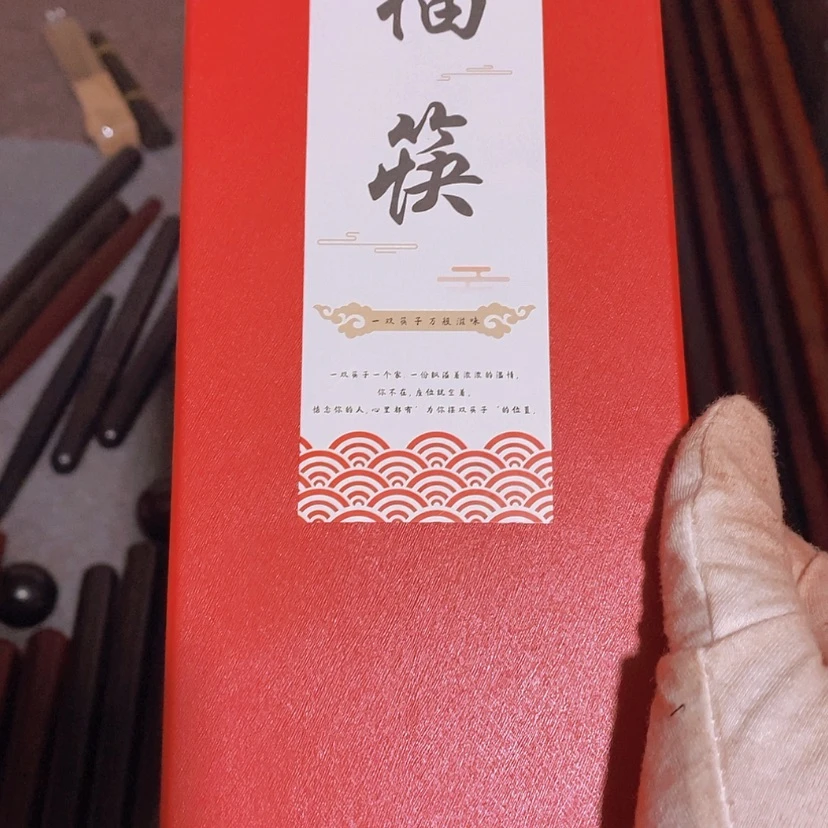 福
筷
一双筷子万般滋味
一双筷子一个家,一份飘溢着浓浓的温情,
你不在,座位就空着,
惦念你的人,心里都有"为你摆双筷子"的位置。